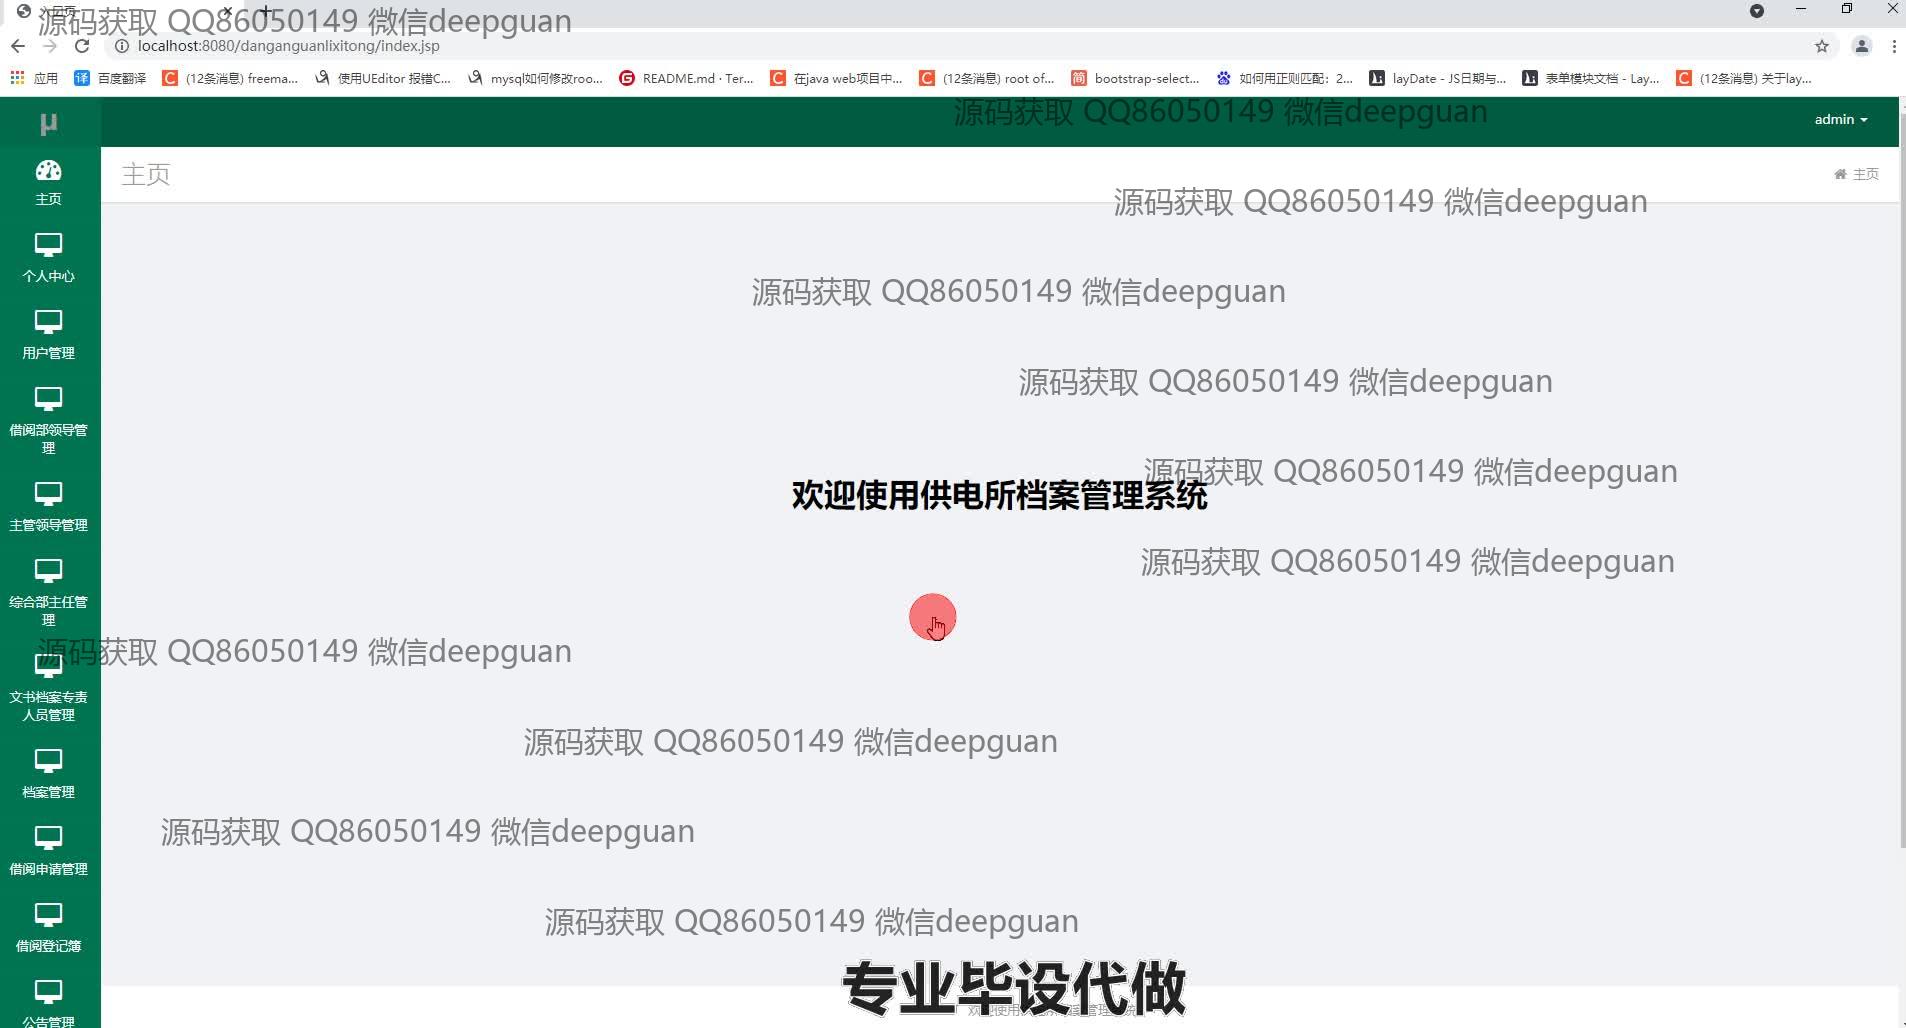 源码获取 QQ86050149 微信deepguan
localhost:8080/danganguanlixitong/index.jsp
应用 百度翻译 (12条消息) freema... 使用UEditor 报错C... mysql如何修改roo... README.md · Ter... 在java web项目中... (12条消息) root of... bootstrap-select... 如何用正则匹配：2... layDate - JS日期与... 表单模块文档 - Lay... (12条消息) 关于lay...
源码获取 QQ86050149 微信deepguan
μ
admin
主页
主页
主页
源码获取 QQ86050149 微信deepguan
个人中心
源码获取 QQ86050149 微信deepguan
用户管理
源码获取 QQ86050149 微信deepguan
借阅部领导管
理
源码获取 QQ86050149 微信deepguan
欢迎使用供电所档案管理系统
主管领导管理
源码获取 QQ86050149 微信deepguan
综合部主任管
理
源码获取 QQ86050149 微信deepguan
文书档案专责
人员管理
源码获取 QQ86050149 微信deepguan
档案管理
源码获取 QQ86050149 微信deepguan
借阅申请管理
源码获取 QQ86050149 微信deepguan
借阅登记簿
专业毕设代做
公告管理